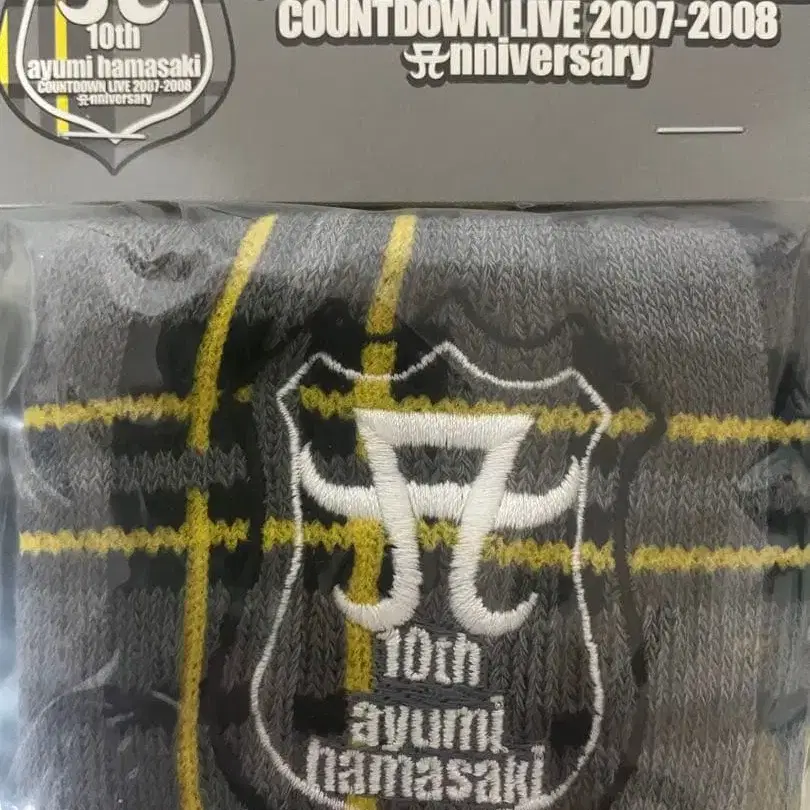 10th
ayumi hamasaki
COUNTDOWN LIVE 2007-2008
Anniversary
COUNTDOWN LIVE 2007-2008
Anniversary
10th
ayumi
hamasaki